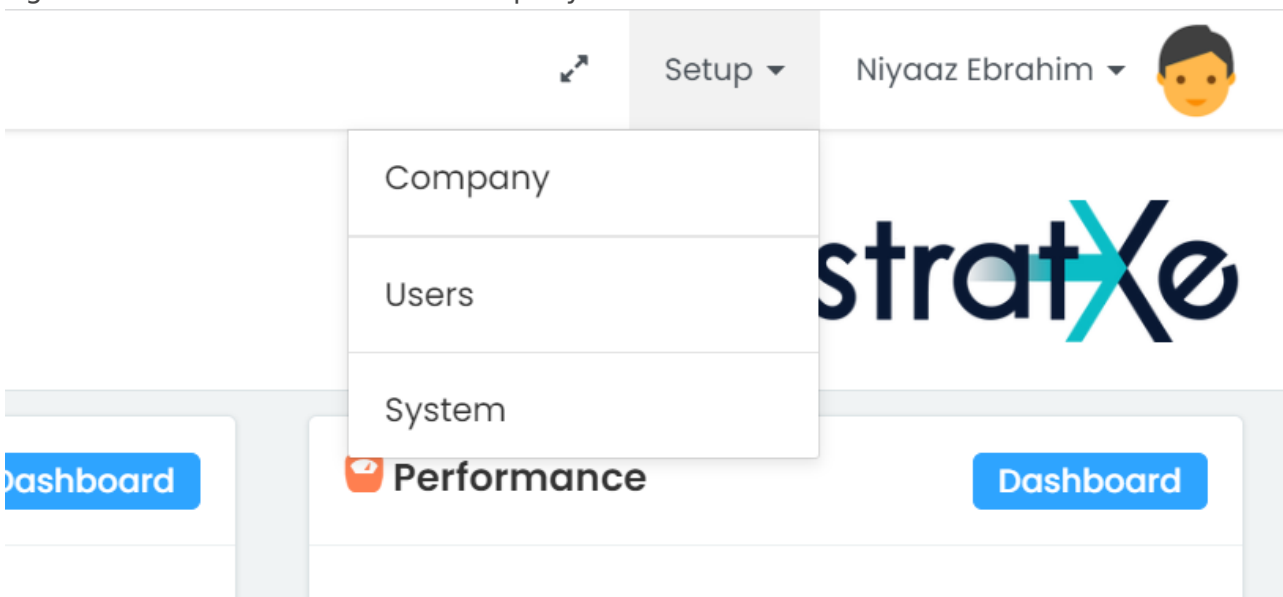 Setup
Niyaaz Ebrahim
Company
Users
System
stratXe
Dashboard
Performance
Dashboard